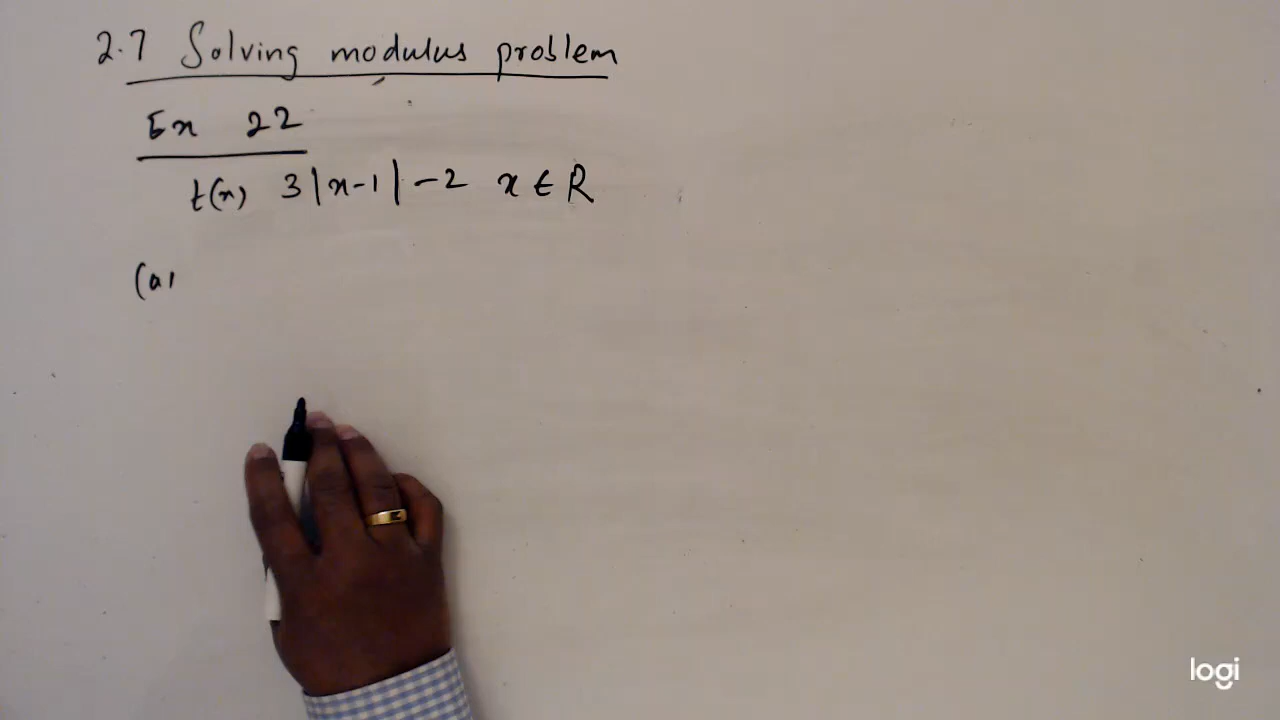 2.7 Solving modulus problem
Ex 22
t(x) 3|x-1| -2 x ∈ R
(a)
logi